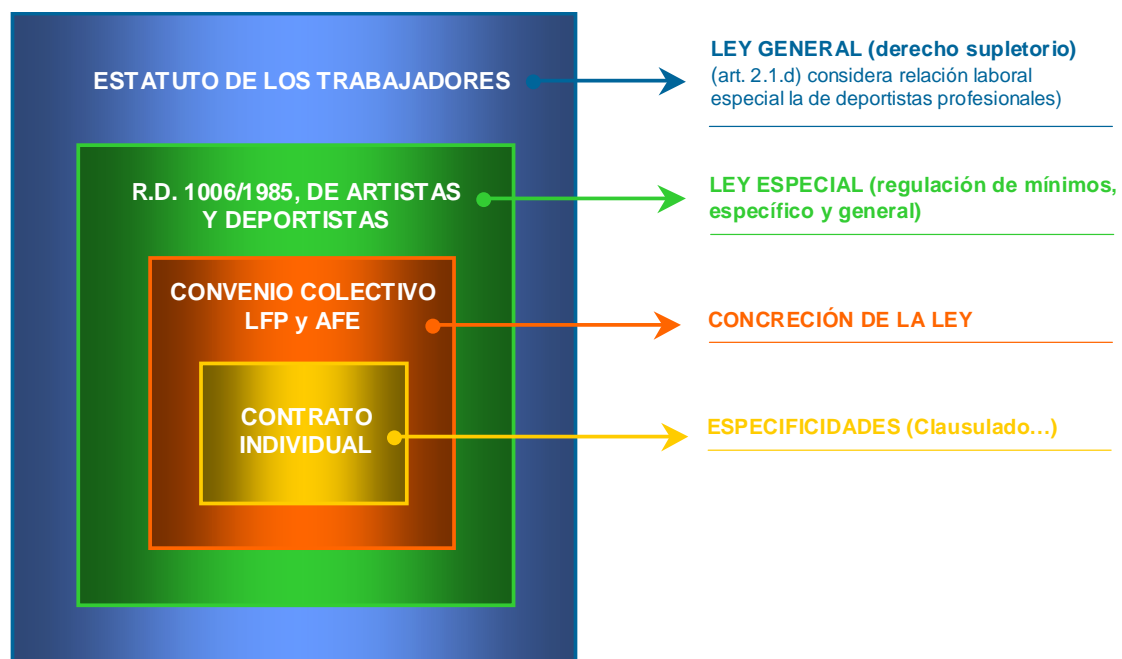 ESTATUTO DE LOS TRABAJADORES
LEY GENERAL (derecho supletorio)
(art. 2.1.d) considera relación laboral
especial la de deportistas profesionales)
R.D. 1006/1985, DE ARTISTAS
Y DEPORTISTAS
LEY ESPECIAL (regulación de mínimos,
específico y general)
CONVENIO COLECTIVO
LFP y AFE
CONCRECIÓN DE LA LEY
CONTRATO
INDIVIDUAL
ESPECIFICIDADES (Clausulado…)